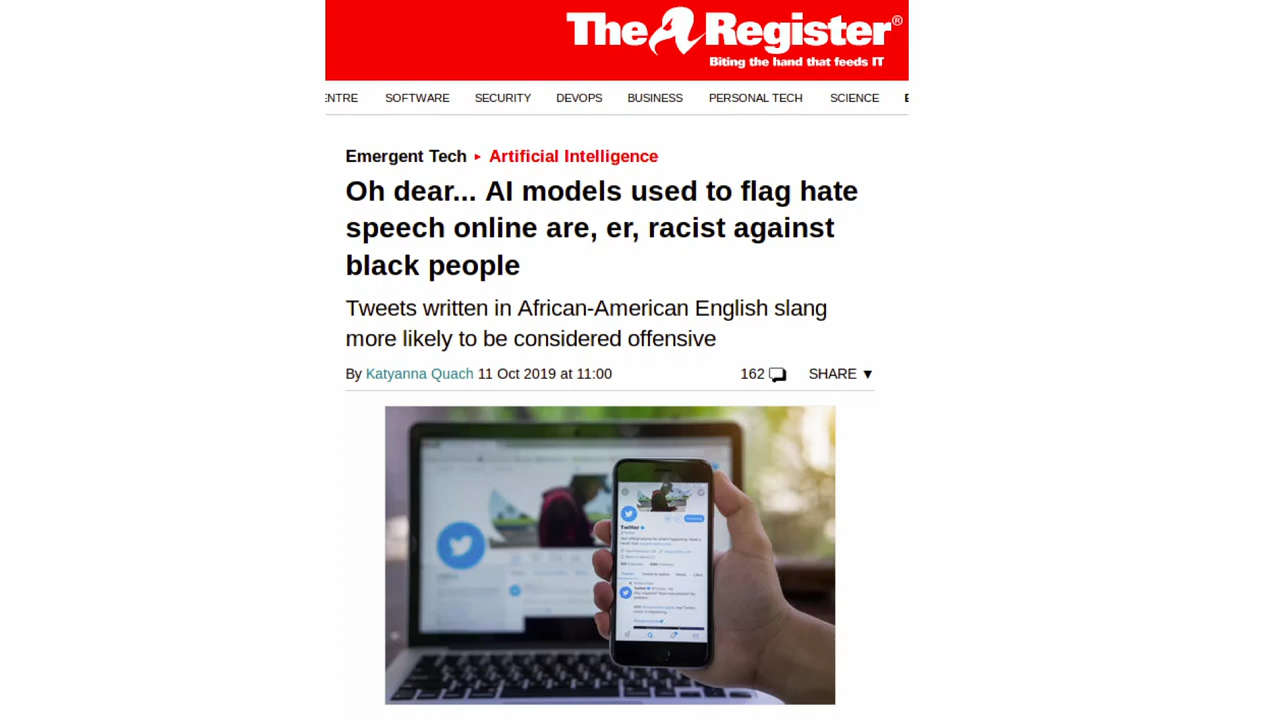 The Register®
Biting the hand that feeds IT
ENTRE SOFTWARE SECURITY DEVOPS BUSINESS PERSONAL TECH SCIENCE E
Emergent Tech ▸ Artificial Intelligence
Oh dear... AI models used to flag hate
speech online are, er, racist against
black people
Tweets written in African-American English slang
more likely to be considered offensive
By Katyanna Quach 11 Oct 2019 at 11:00 162 SHARE ▼
Twitter